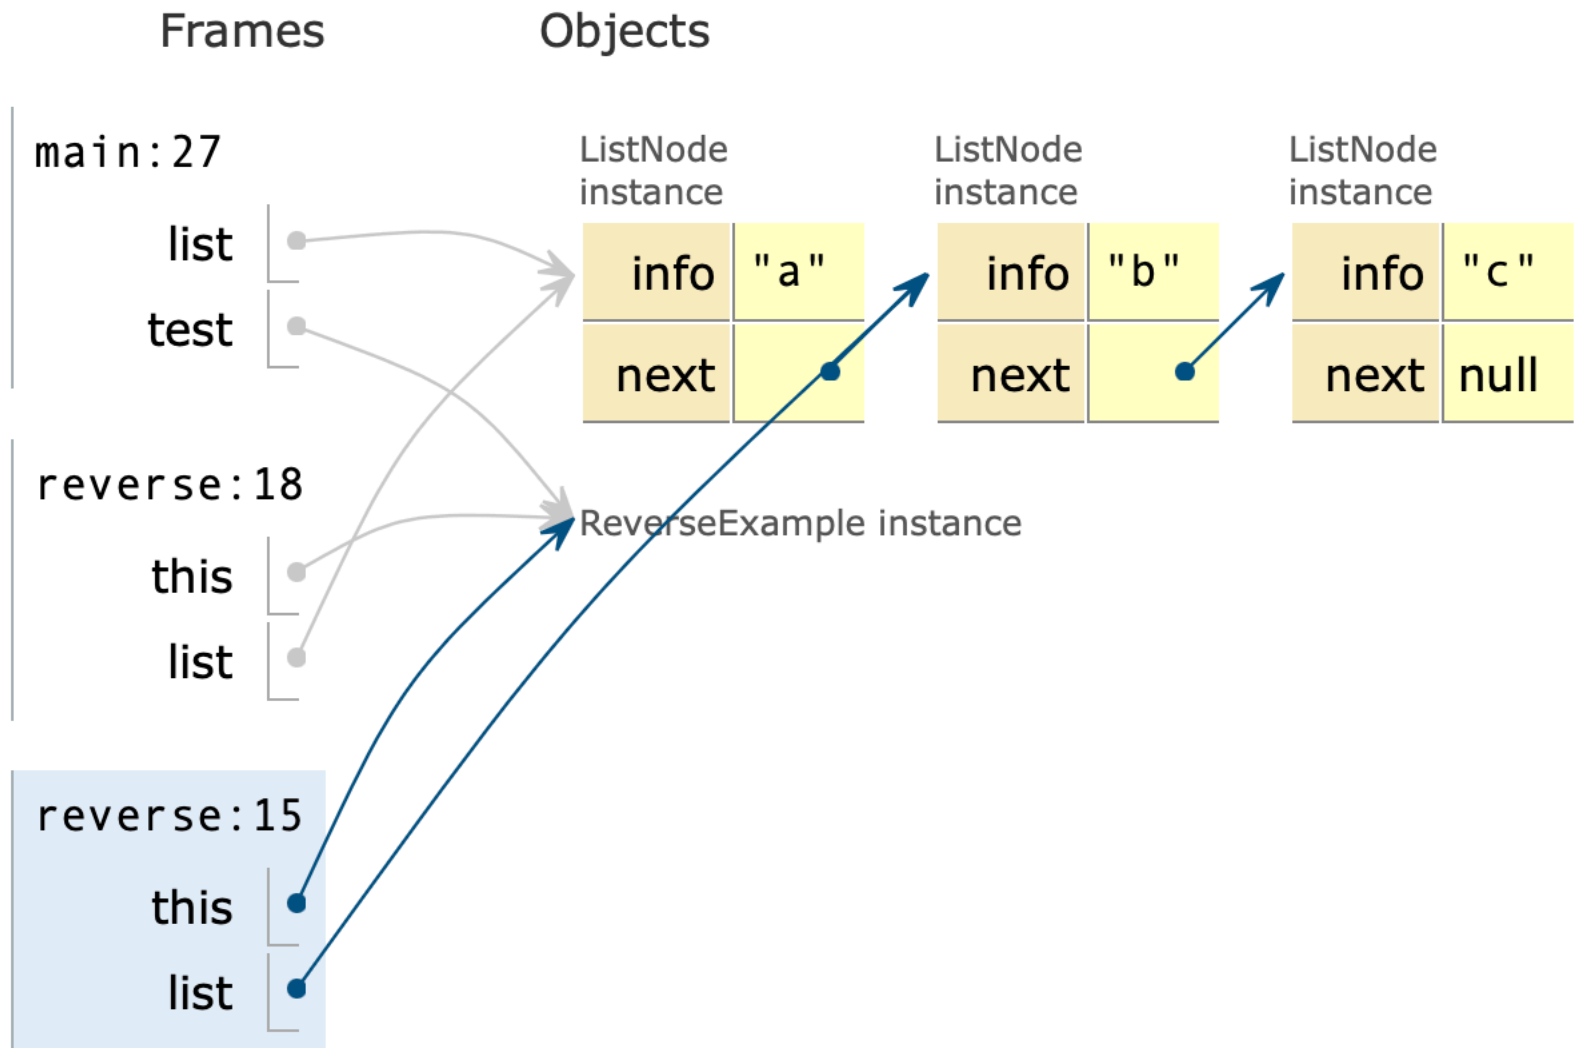 Frames Objects
main:27
list
test
ListNode instance
info "a"
next
ListNode instance
info "b"
next
ListNode instance
info "c"
next null
reverse:18
this
list
ReverseExample instance
reverse:15
this
list